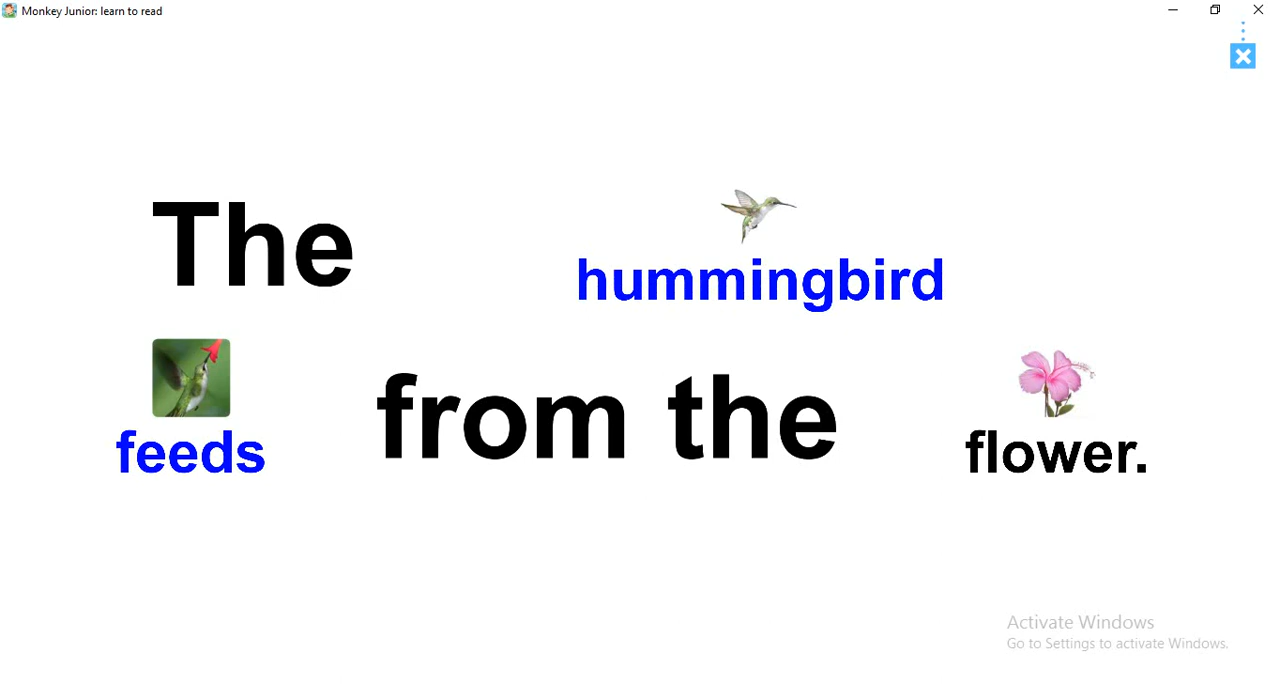 Monkey Junior: learn to read
The hummingbird
feeds from the flower.
Activate Windows
Go to Settings to activate Windows.